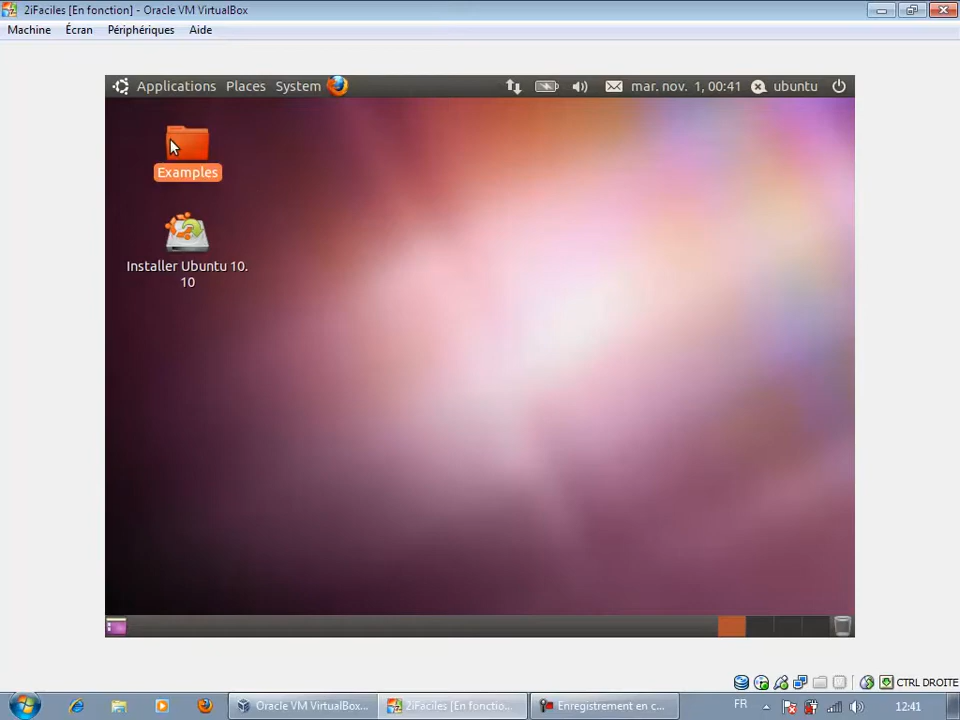 2iFaciles [En fonction] - Oracle VM VirtualBox
Machine Écran Périphériques Aide
Applications Places System mar. nov. 1, 00:41 ubuntu
Examples
Installer Ubuntu 10.
10
CTRL DROITE
Oracle VM VirtualBox... 2iFaciles [En fonctio... Enregistrement en c... FR 12:41